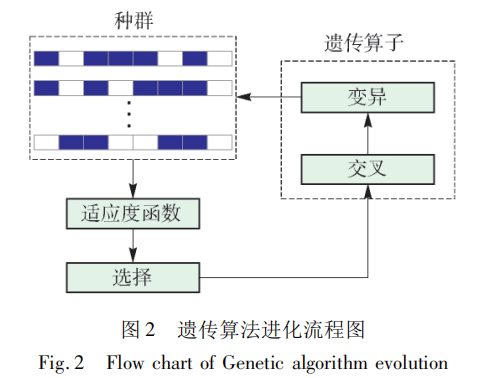 种群
遗传算子
变异
交叉
适应度函数
选择
图2 遗传算法进化流程图
Fig. 2 Flow chart of Genetic algorithm evolution